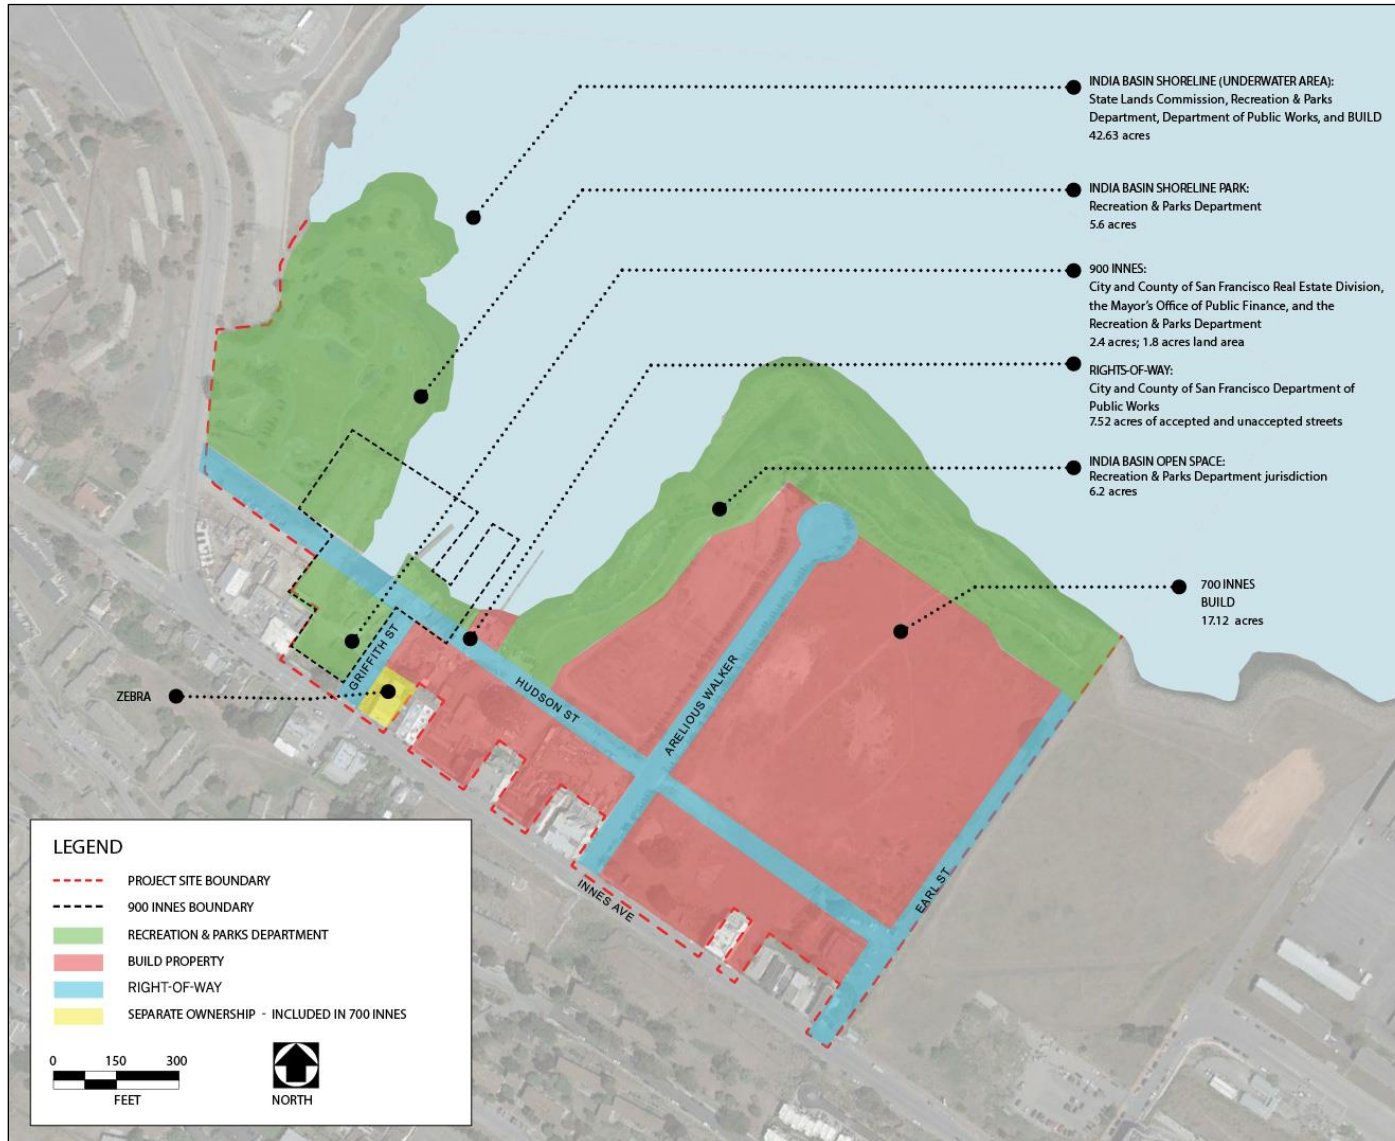 INDIA BASIN SHORELINE (UNDERWATER AREA):
State Lands Commission, Recreation & Parks
Department, Department of Public Works, and BUILD
42.63 acres
INDIA BASIN SHORELINE PARK:
Recreation & Parks Department
5.6 acres
900 INNES:
City and County of San Francisco Real Estate Division,
the Mayor's Office of Public Finance, and the
Recreation & Parks Department
2.4 acres; 1.8 acres land area
RIGHTS-OF-WAY:
City and County of San Francisco Department of
Public Works
7.52 acres of accepted and unaccepted streets
INDIA BASIN OPEN SPACE:
Recreation & Parks Department jurisdiction
6.2 acres
700 INNES
BUILD
17.12 acres
ZEBRA
GRIFFITH ST
HUDSON ST
ARELIOUS WALKER
EARL ST
INNES AVE
LEGEND
PROJECT SITE BOUNDARY
900 INNES BOUNDARY
RECREATION & PARKS DEPARTMENT
BUILD PROPERTY
RIGHT-OF-WAY
SEPARATE OWNERSHIP - INCLUDED IN 700 INNES
0 150 300
FEET
NORTH